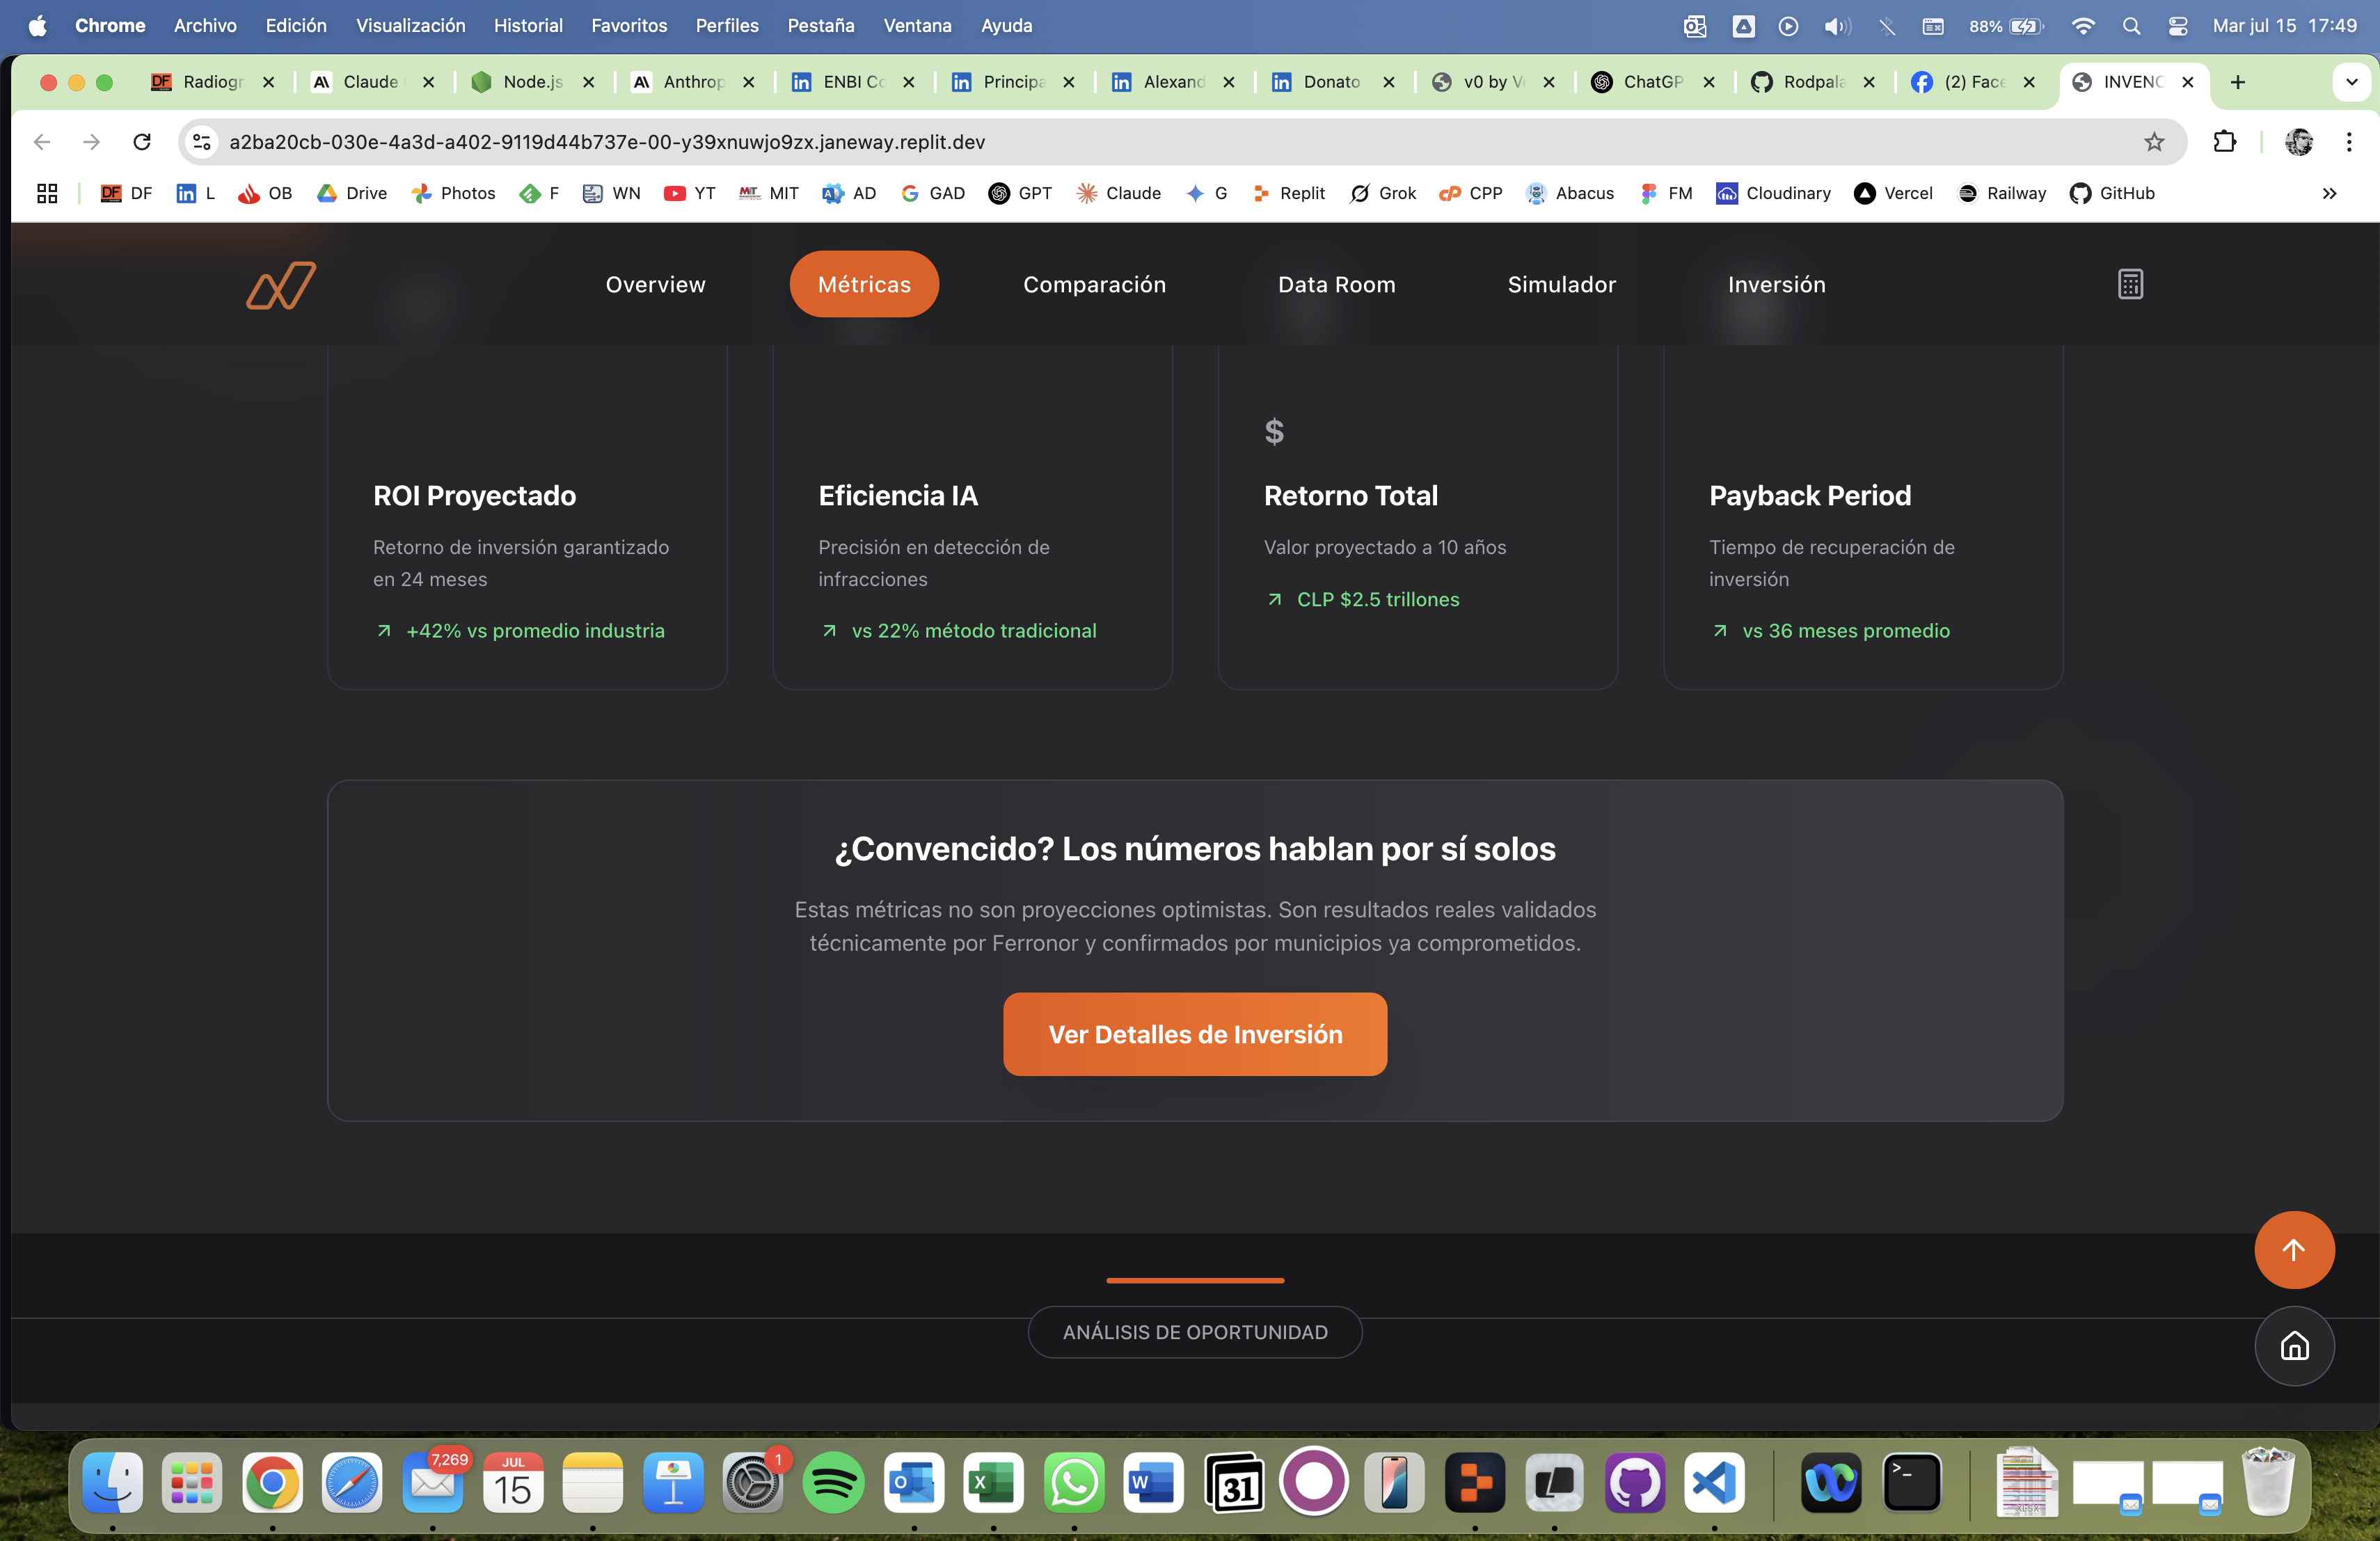 Chrome Archivo Edición Visualización Historial Favoritos Perfiles Pestaña Ventana Ayuda 88% Mar jul 15 17:49
DF Radiogr Claude Node.js Anthrop ENBI Co Principa Alexand Donato v0 by Ve ChatGP Rodpala (2) Face INVENC
a2ba20cb-030e-4a3d-a402-9119d44b737e-00-y39xnuwjo9zx.janeway.replit.dev
DF DF L OB Drive Photos F WN YT MIT MIT AD GAD GPT Claude G Replit Grok CPP Abacus FM Cloudinary Vercel Railway GitHub
Overview Métricas Comparación Data Room Simulador Inversión
$
ROI Proyectado
Retorno de inversión garantizado
en 24 meses
+42% vs promedio industria
Eficiencia IA
Precisión en detección de
infracciones
vs 22% método tradicional
Retorno Total
Valor proyectado a 10 años
CLP $2.5 trillones
Payback Period
Tiempo de recuperación de
inversión
vs 36 meses promedio
¿Convencido? Los números hablan por sí solos
Estas métricas no son proyecciones optimistas. Son resultados reales validados
técnicamente por Ferronor y confirmados por municipios ya comprometidos.
Ver Detalles de Inversión
ANÁLISIS DE OPORTUNIDAD
7,269
JUL
15
1
31
XLSX